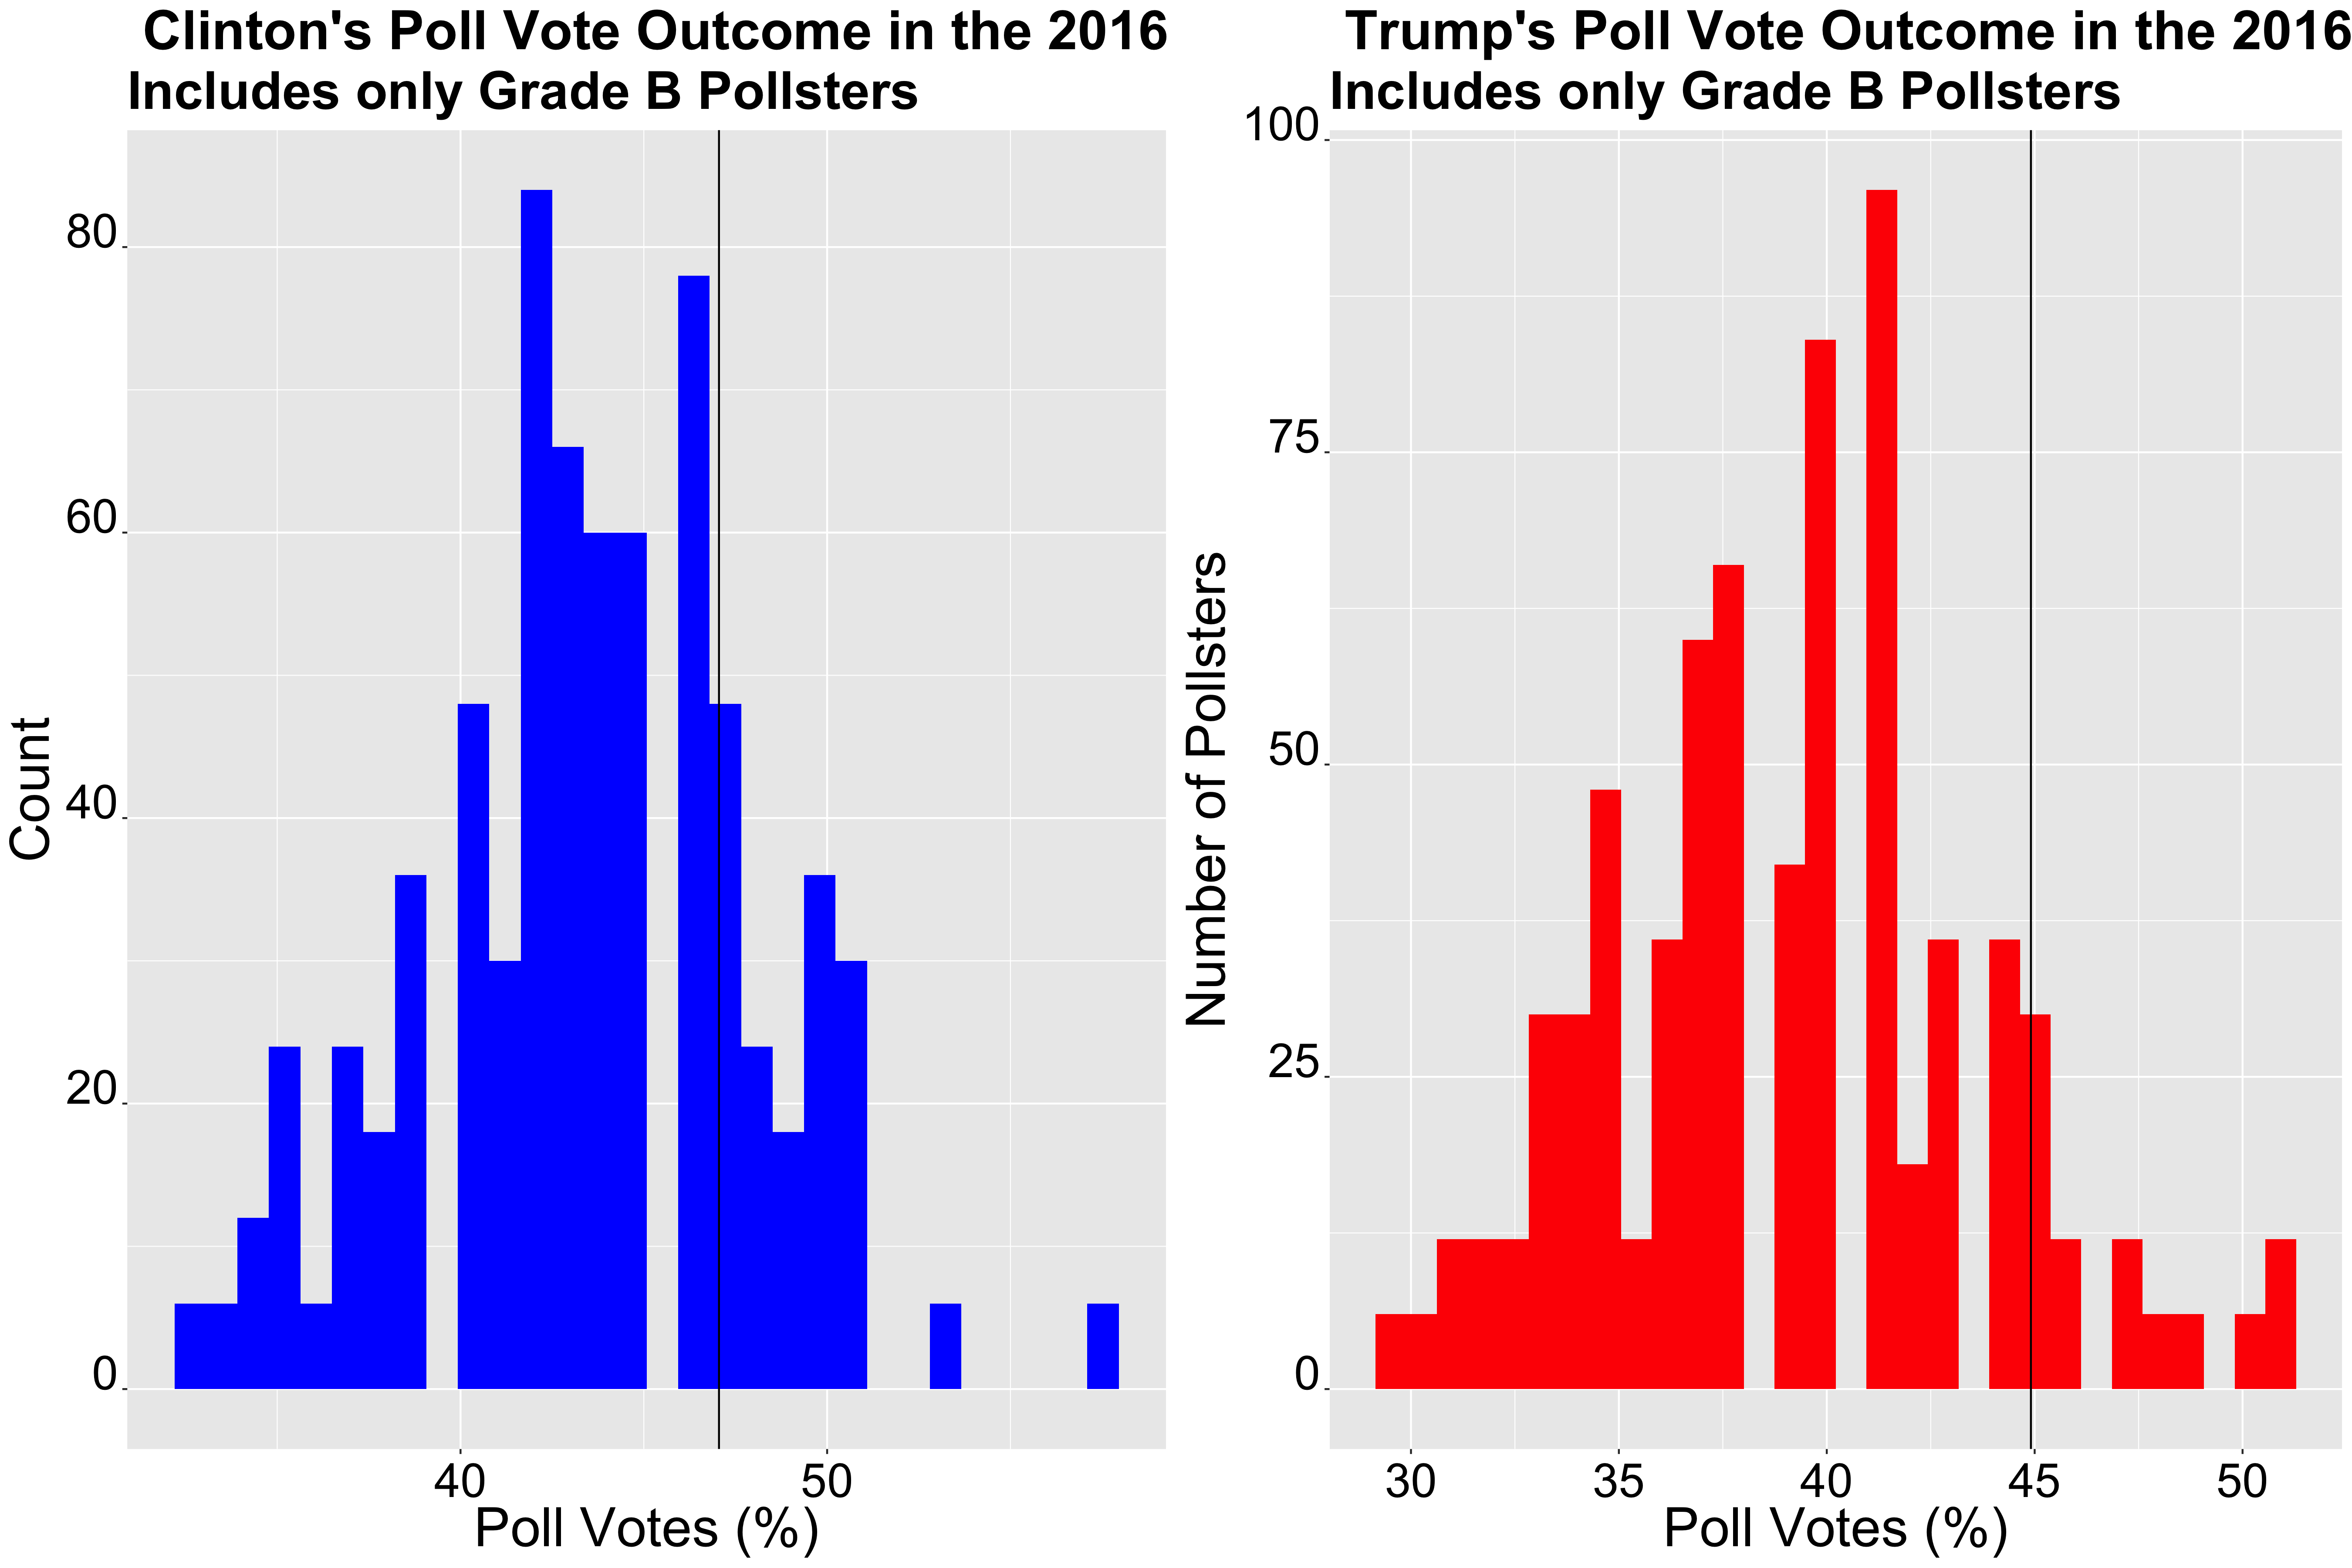 Clinton's Poll Vote Outcome in the 2016
Includes only Grade B Pollsters
80
60
40
20
0
Count
40 50
Poll Votes (%)
Trump's Poll Vote Outcome in the 2016
Includes only Grade B Pollsters
100
75
50
25
0
Number of Pollsters
30 35 40 45 50
Poll Votes (%)